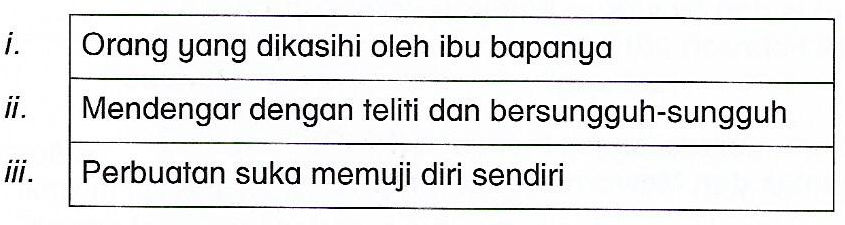 i. Orang yang dikasihi oleh ibu bapanya
ii. Mendengar dengan teliti dan bersungguh-sungguh
iii. Perbuatan suka memuji diri sendiri